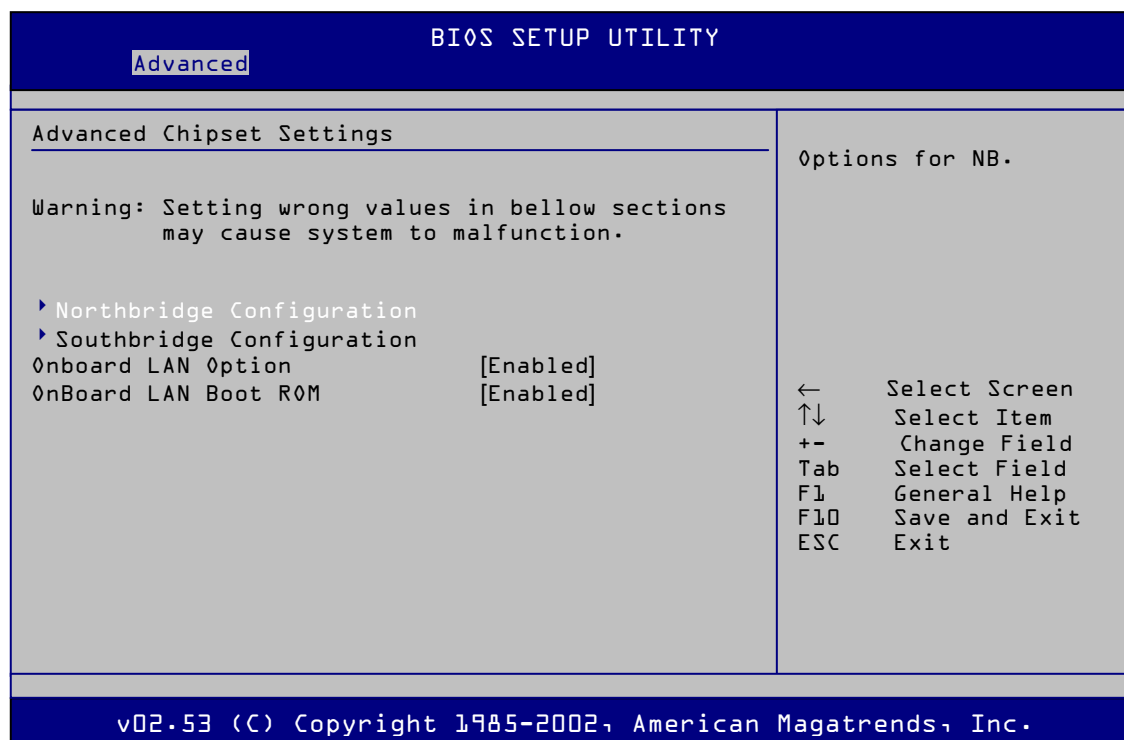 BIOS SETUP UTILITY
Advanced
Advanced Chipset Settings
Warning: Setting wrong values in bellow sections
may cause system to malfunction.
Northbridge Configuration
Southbridge Configuration
Onboard LAN Option [Enabled]
OnBoard LAN Boot ROM [Enabled]
Options for NB.
← Select Screen
↑↓ Select Item
+- Change Field
Tab Select Field
F1 General Help
F10 Save and Exit
ESC Exit
v02.53 (C) Copyright 1985-2002, American Magatrends, Inc.